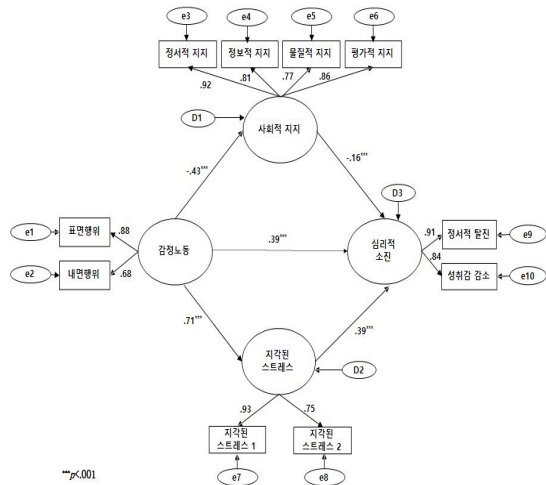 e3
e4
e5
e6
정서적 지지
정보적 지지
물질적 지지
평가적 지지
.92
.81
.77
.86
D1
사회적 지지
-.43***
-.16***
D3
e1
표면행위
.88
.91
정서적 탈진
e9
감정노동
.39***
심리적
소진
e2
내면행위
.68
.84
성취감 감소
e10
.71***
.39***
지각된
스트레스
D2
.93
.75
지각된
스트레스 1
지각된
스트레스 2
e7
e8
***p<.001